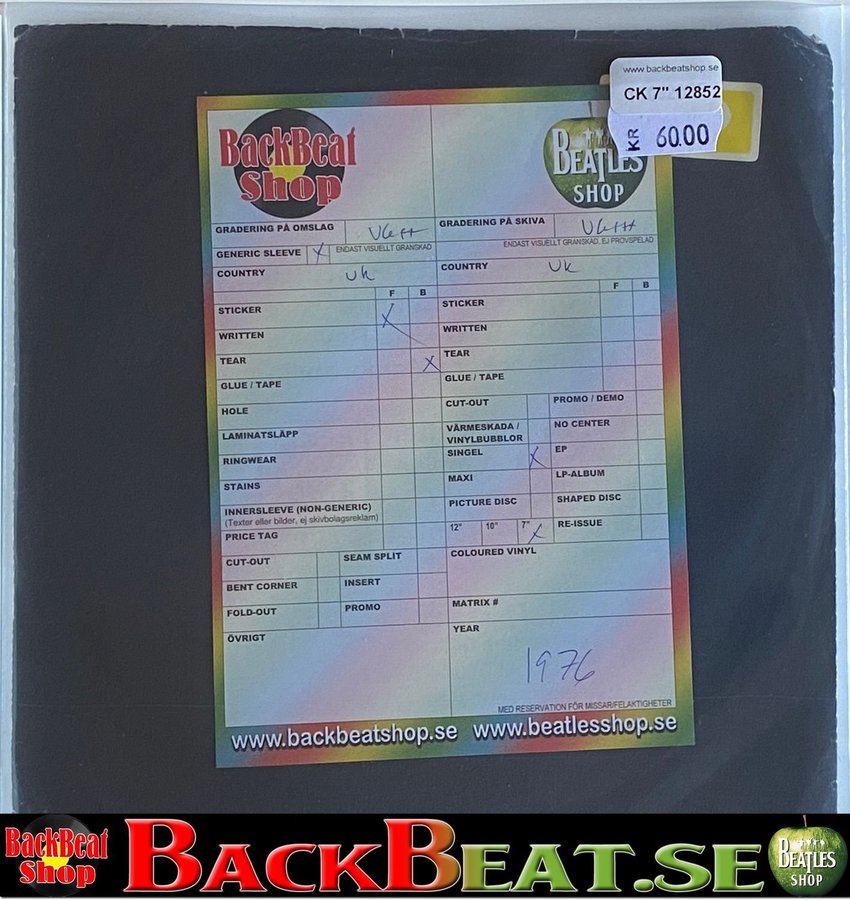 www.backbeatshop.se
CK 7" 12852
KR 60.00
BackBeat
Shop
BEATLES
SHOP
GRADERING PÅ OMSLAG
GRADERING PÅ SKIVA
GENERIC SLEEVE X ENDAST VISUELLT GRANSKAD
ENDAST VISUELLT GRANSKAD, EJ PROVSPELAD
COUNTRY UK
COUNTRY UK
F B
F B
STICKER X
STICKER
WRITTEN
WRITTEN
TEAR X
TEAR
GLUE / TAPE
GLUE / TAPE
HOLE
CUT-OUT
PROMO / DEMO
LAMINATSLÄPP
VÄRMESKADA /
VINYLBUBBLOR
NO CENTER
RINGWEAR
SINGEL X
EP
STAINS
MAXI
LP-ALBUM
INNERSLEEVE (NON-GENERIC)
(Texter eller bilder, ej skivbolagsreklam)
PICTURE DISC
SHAPED DISC
PRICE TAG
12" 10" 7" X
RE-ISSUE
CUT-OUT
SEAM SPLIT
COLOURED VINYL
BENT CORNER
INSERT
FOLD-OUT
PROMO
MATRIX #
ÖVRIGT
YEAR
1976
MED RESERVATION FÖR MISSAR/FELAKTIGHETER
www.backbeatshop.se www.beatlesshop.se
BackBeat
Shop
BACKBEAT.SE
BEATLES
SHOP